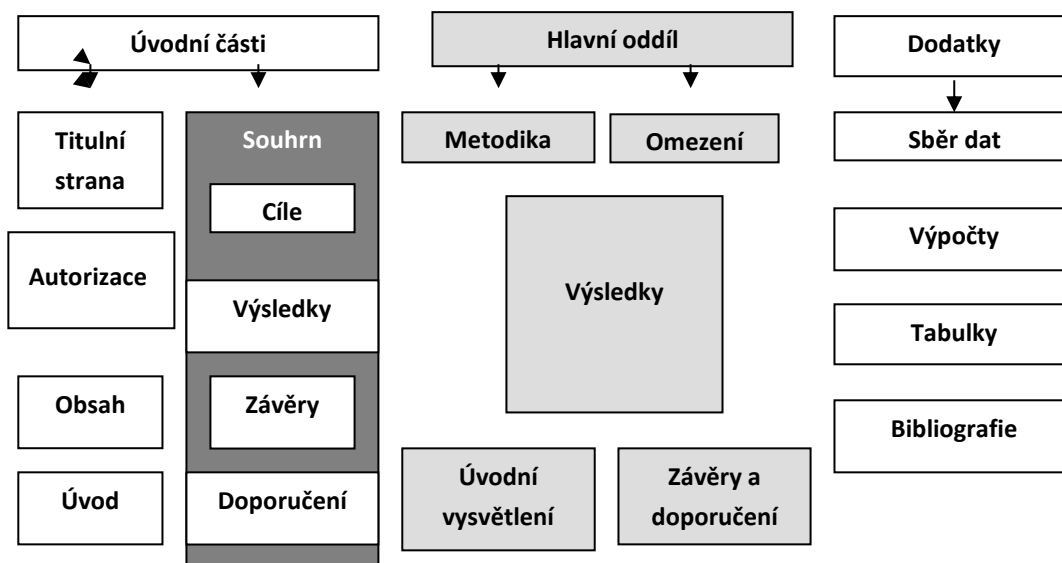 Úvodní části
Hlavní oddíl
Dodatky
Titulní
strana
Autorizace
Obsah
Úvod
Souhrn
Cíle
Výsledky
Závěry
Doporučení
Metodika
Omezení
Výsledky
Úvodní
vysvětlení
Závěry a
doporučení
Sběr dat
Výpočty
Tabulky
Bibliografie